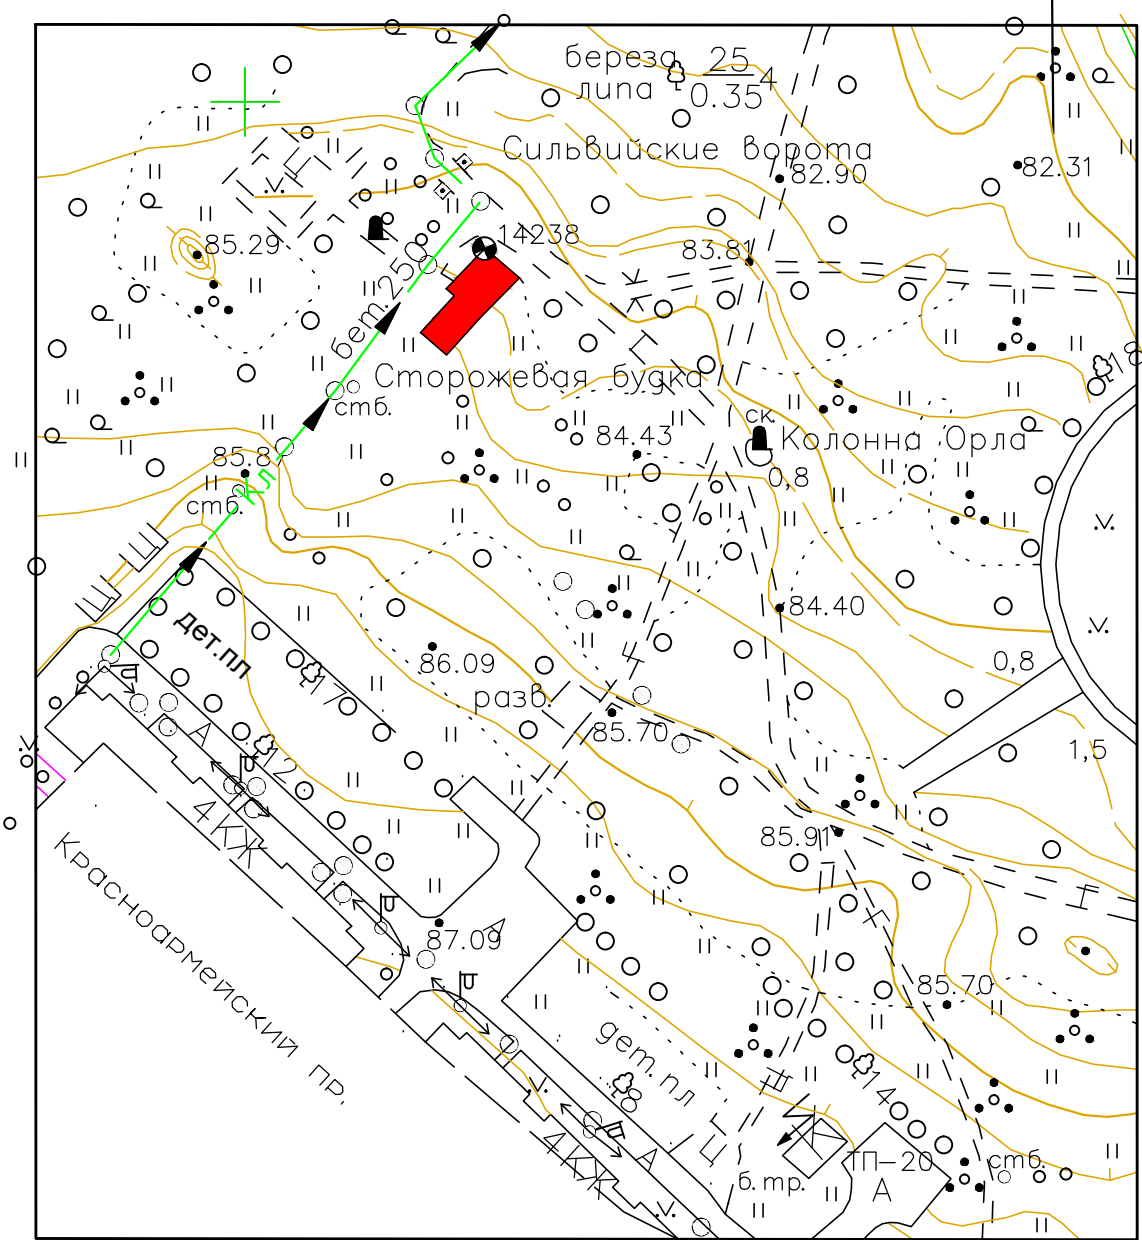 береза 25 4
липа 0.35
Сильвийские ворота
82.90
82.31
14238
85.29
83.81
бет.250
18
Сторожевая будка
стб.
ск
84.43
Колонна Орла
85.8
0,8
кл
стб.
84.40
дет.пл
86.09
0,8
17
разв.
85.70
А
1,5
12
4КЖ
85.91
Красноармейский пр.
А
87.09
85.70
дет.пл
14
18
4КЖ
А
К
ТП-20
А
стб.
б.тр.